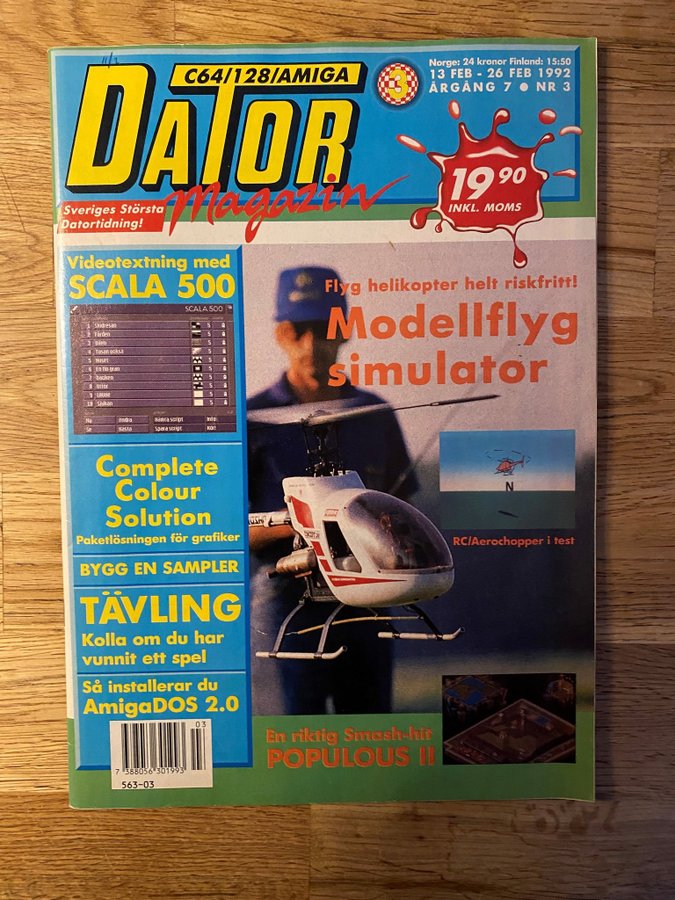 11/3
C64/128/AMIGA
DATOR
Magazin
Sveriges Största
Datortidning!
3
Norge: 24 kronor Finland: 15:50
13 FEB - 26 FEB 1992
ÅRGÅNG 7 ● NR 3
19 90
INKL. MOMS
Videotextning med
SCALA 500
SCALA 500
Flyg helikopter helt riskfritt!
Modellflyg
simulator
N
RC/Aerochopper i test
Complete
Colour
Solution
Paketlösningen för grafiker
BYGG EN SAMPLER
TÄVLING
Kolla om du har
vunnit ett spel
Så installerar du
AmigaDOS 2.0
En riktig Smash-hit
POPULOUS II
03
7 388056 301993
563-03